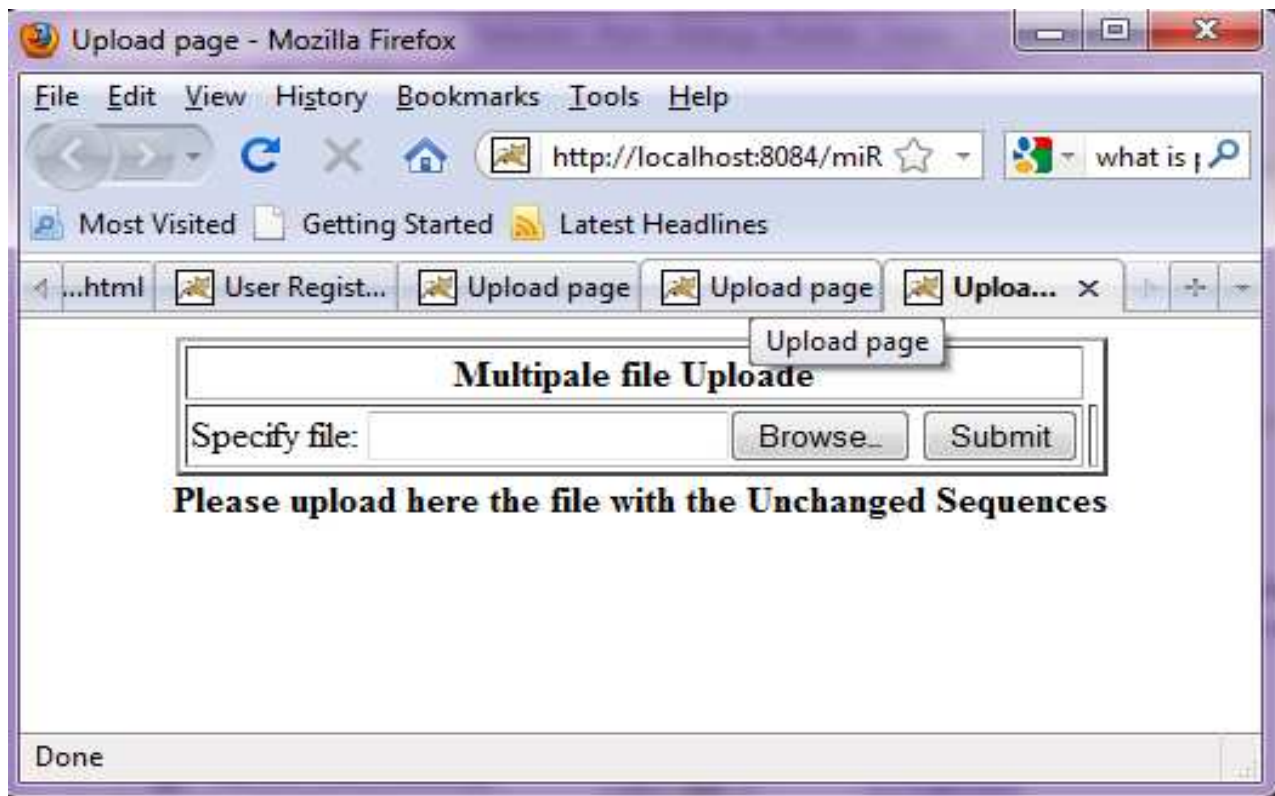 Upload page - Mozilla Firefox
File Edit View History Bookmarks Tools Help
http://localhost:8084/miR what is
Most Visited Getting Started Latest Headlines
...html User Regist... Upload page Upload page Uploa...
Upload page
Multipale file Uploade
Specify file: Browse... Submit
Please upload here the file with the Unchanged Sequences
Done